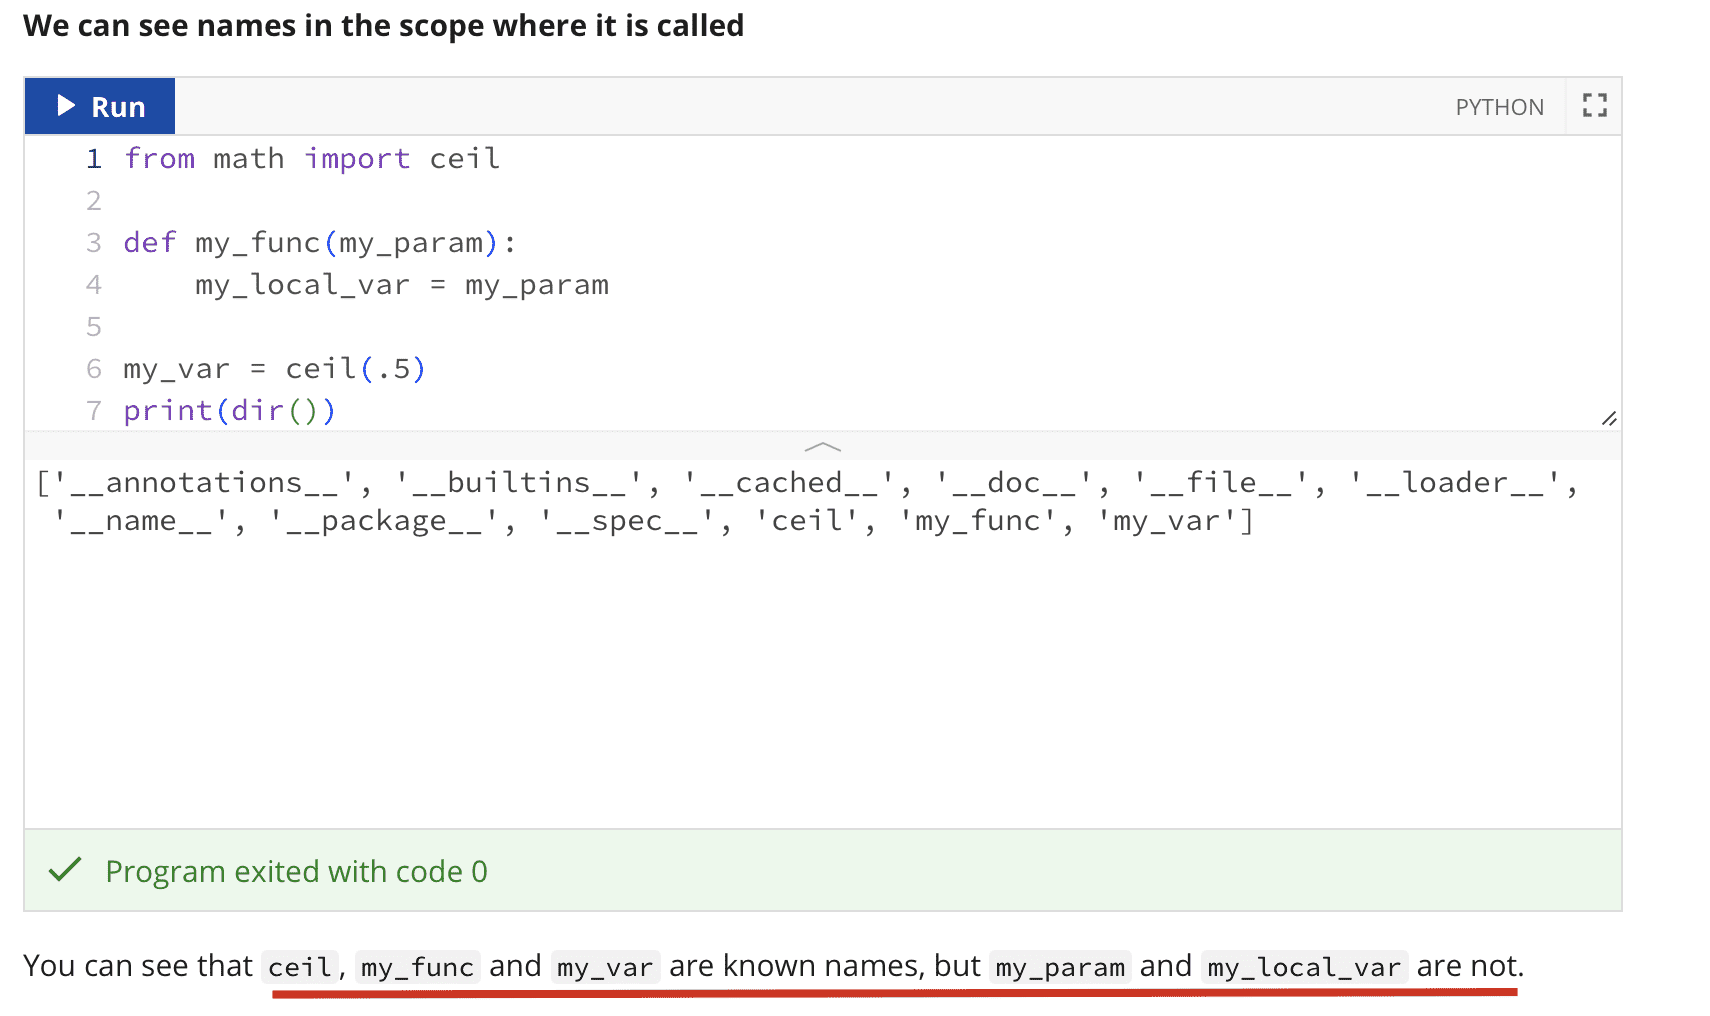 We can see names in the scope where it is called
Run
PYTHON
1 from math import ceil
2
3 def my_func(my_param):
4     my_local_var = my_param
5
6 my_var = ceil(.5)
7 print(dir())
['__annotations__', '__builtins__', '__cached__', '__doc__', '__file__', '__loader__',
 '__name__', '__package__', '__spec__', 'ceil', 'my_func', 'my_var']
Program exited with code 0
You can see that ceil, my_func and my_var are known names, but my_param and my_local_var are not.